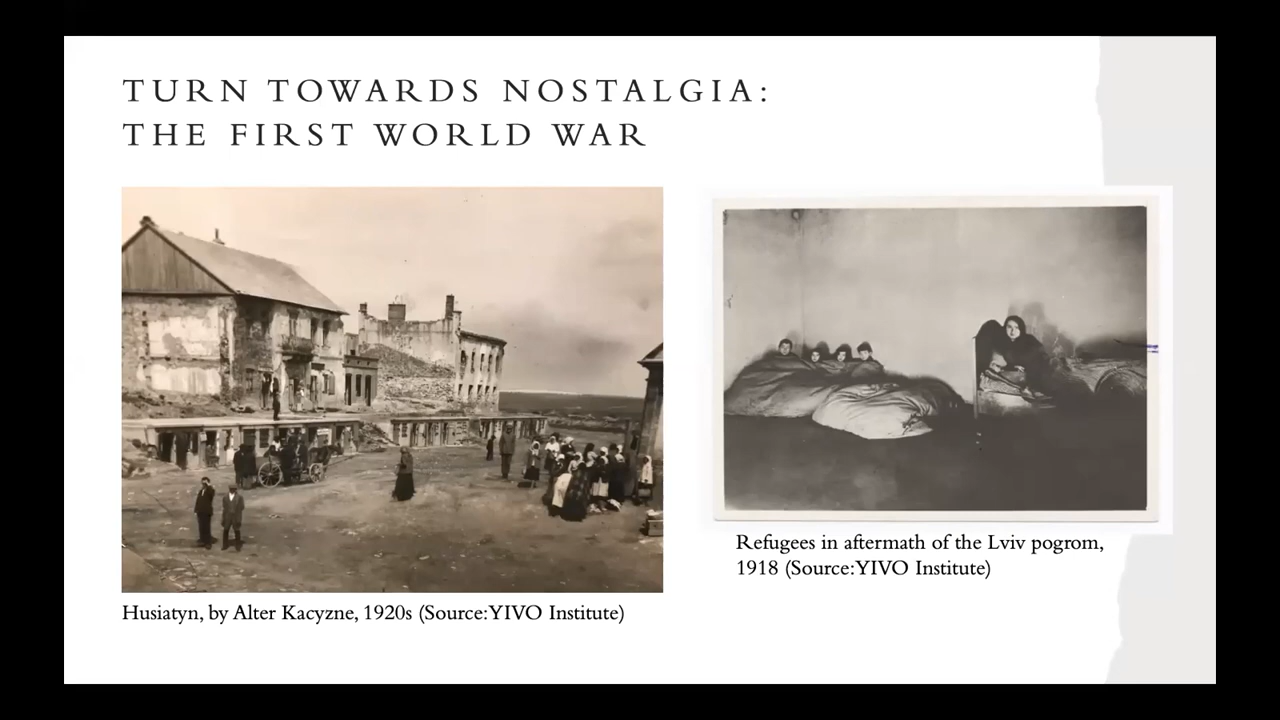 TURN TOWARDS NOSTALGIA:
THE FIRST WORLD WAR
Refugees in aftermath of the Lviv pogrom,
1918 (Source:YIVO Institute)
Husiatyn, by Alter Kacyzne, 1920s (Source:YIVO Institute)